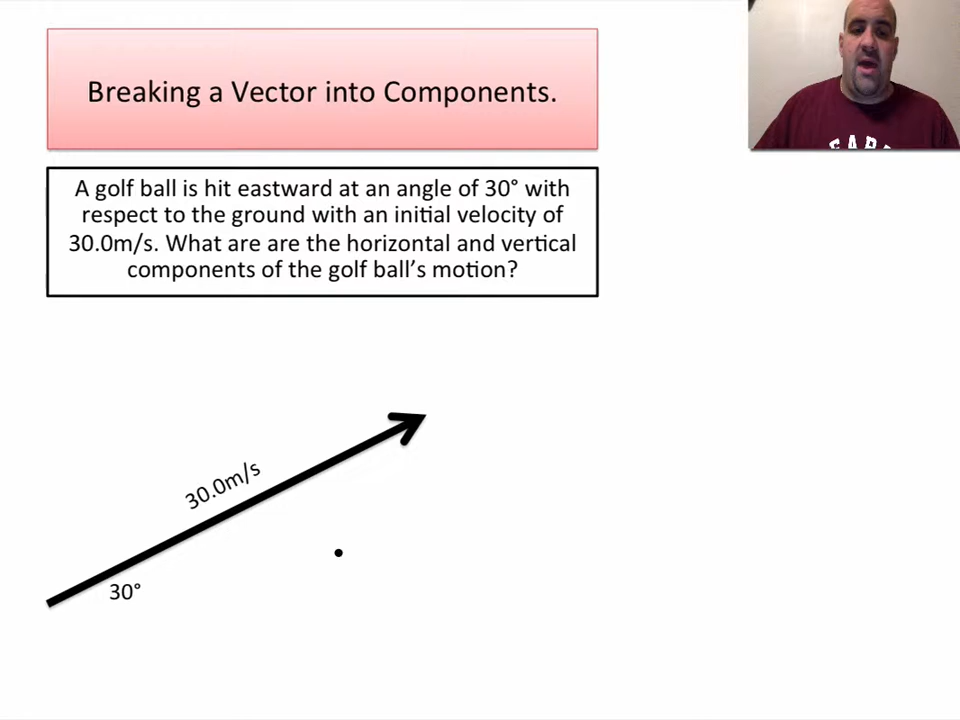 Breaking a Vector into Components.
A golf ball is hit eastward at an angle of 30° with
respect to the ground with an initial velocity of
30.0m/s. What are are the horizontal and vertical
components of the golf ball's motion?
30.0m/s
30°